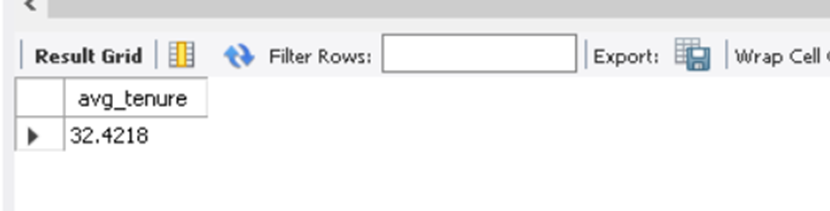 Result Grid Filter Rows: Export: Wrap Cell
avg_tenure
32.4218